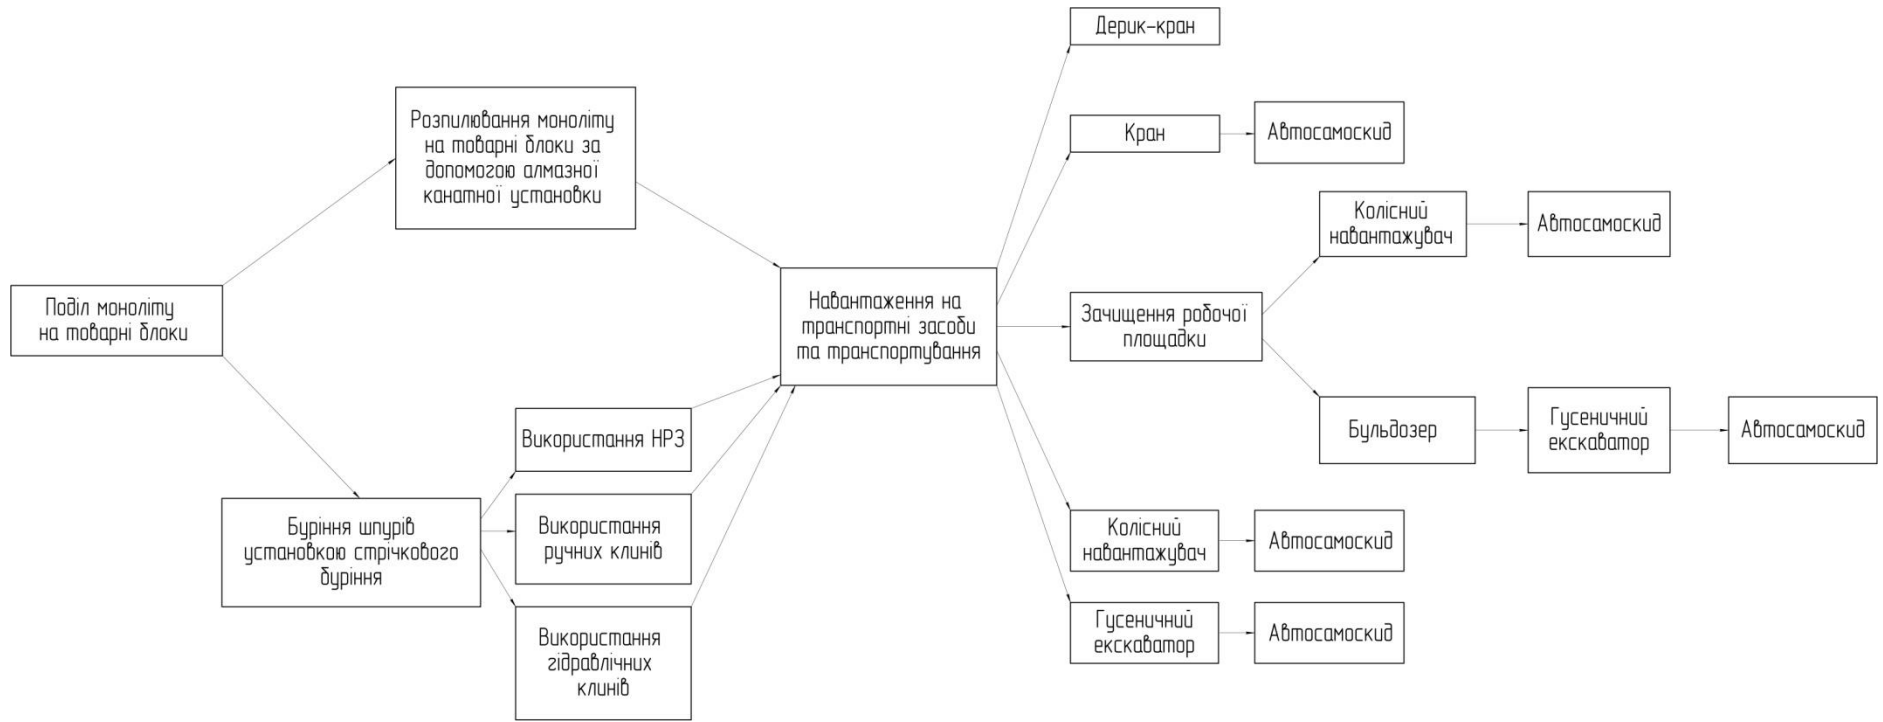 Поділ моноліту
на товарні блоки
Розпилювання моноліту
на товарні блоки за
допомогою алмазної
канатної установки
Буріння шпурів
установкою стрічкового
буріння
Використання НРЗ
Використання
ручних клинів
Використання
гідравлічних
клинів
Навантаження на
транспортні засоби
та транспортування
Дерик-кран
Кран
Автосамоскид
Зачищення робочої
площадки
Колісний
навантажувач
Автосамоскид
Бульдозер
Гусеничний
екскаватор
Автосамоскид
Колісний
навантажувач
Автосамоскид
Гусеничний
екскаватор
Автосамоскид